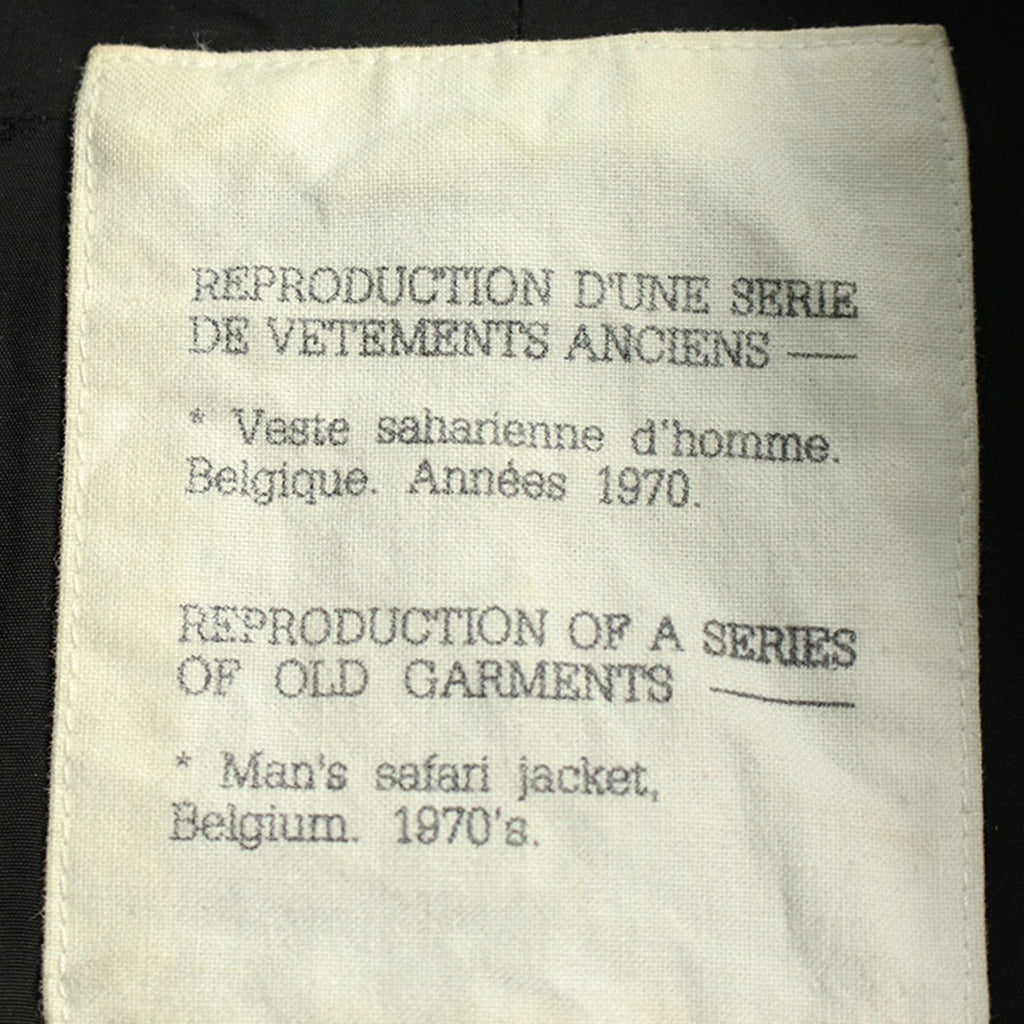 REPRODUCTION D'UNE SERIE
DE VETEMENTS ANCIENS —
* Veste saharienne d'homme.
Belgique. Années 1970.
REPRODUCTION OF A SERIES
OF OLD GARMENTS —
* Man's safari jacket,
Belgium. 1970's.